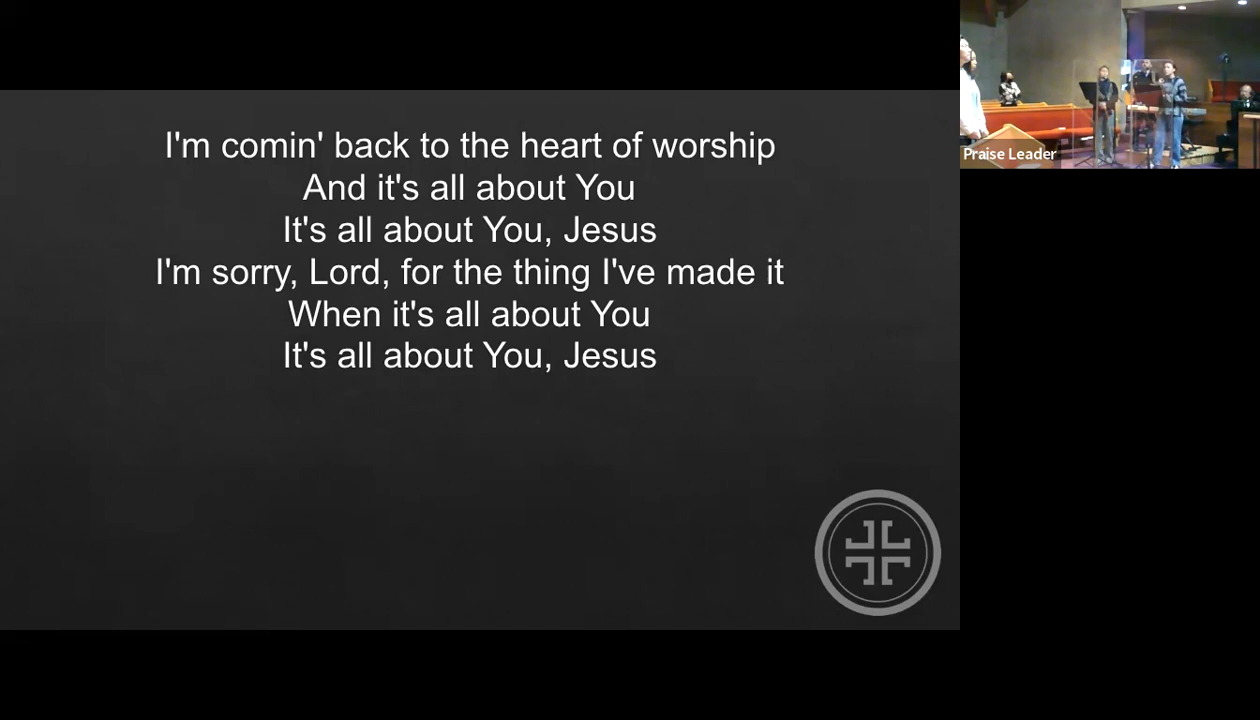 I'm comin' back to the heart of worship
And it's all about You
It's all about You, Jesus
I'm sorry, Lord, for the thing I've made it
When it's all about You
It's all about You, Jesus
Praise Leader